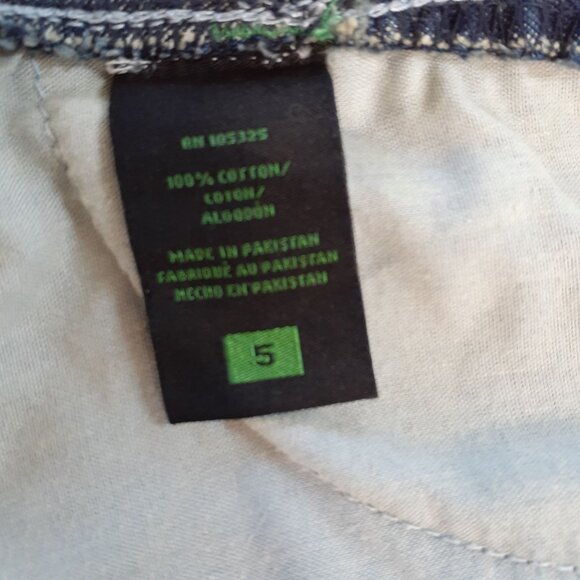 RN 105325
100% COTTON/
COTON/
ALGODÓN
MADE IN PAKISTAN
FABRIQUÉ AU PAKISTAN
HECHO EN PAKISTAN
5